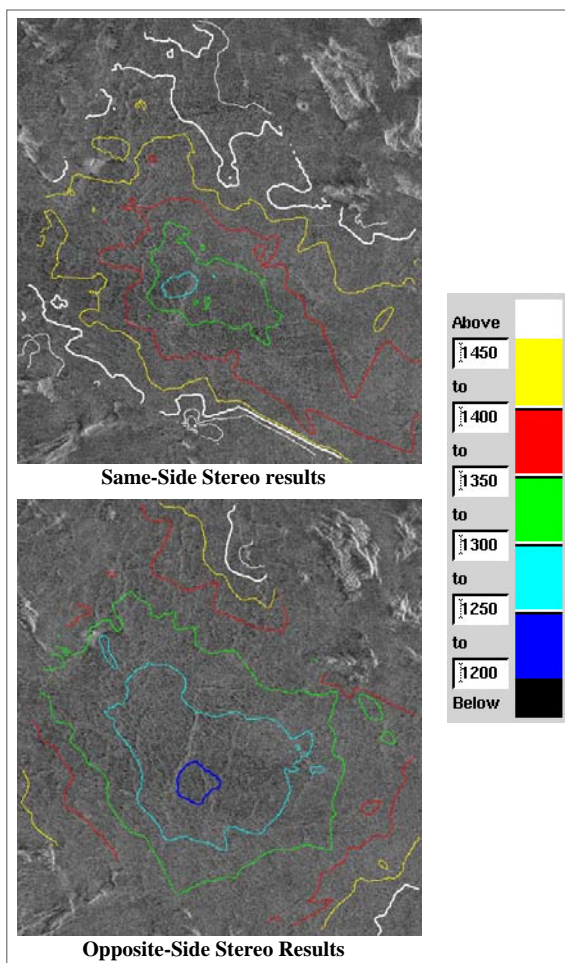 Same-Side Stereo results
Above
1450
to
1400
to
1350
to
1300
to
1250
to
1200
Below
Opposite-Side Stereo Results